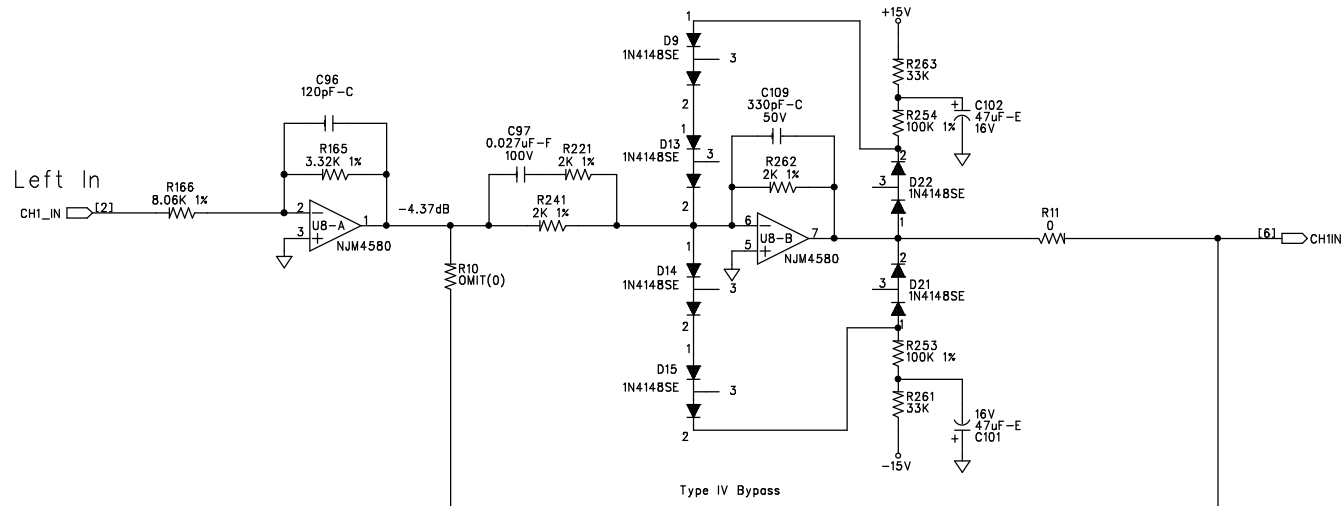 Left In
CH1_IN
[2]
R166
8.06K 1%
C96
120pF-C
R165
3.32K 1%
2
3
1
U8-A
NJM4580
-4.37dB
R10
OMIT(0)
C97
0.027uF-F
100V
R221
2K 1%
R241
2K 1%
1
D9
1N4148SE
3
2
1
D13
1N4148SE
3
2
1
D14
1N4148SE
3
2
1
D15
1N4148SE
3
2
C109
330pF-C
50V
R262
2K 1%
6
5
7
U8-B
NJM4580
+15V
R263
33K
R254
100K 1%
C102
47uF-E
16V
+
2
3
D22
1N4148SE
1
2
3
D21
1N4148SE
1
R253
100K 1%
R261
33K
16V
47uF-E
C101
+
-15V
R11
0
[6]
CH1IN
Type IV Bypass